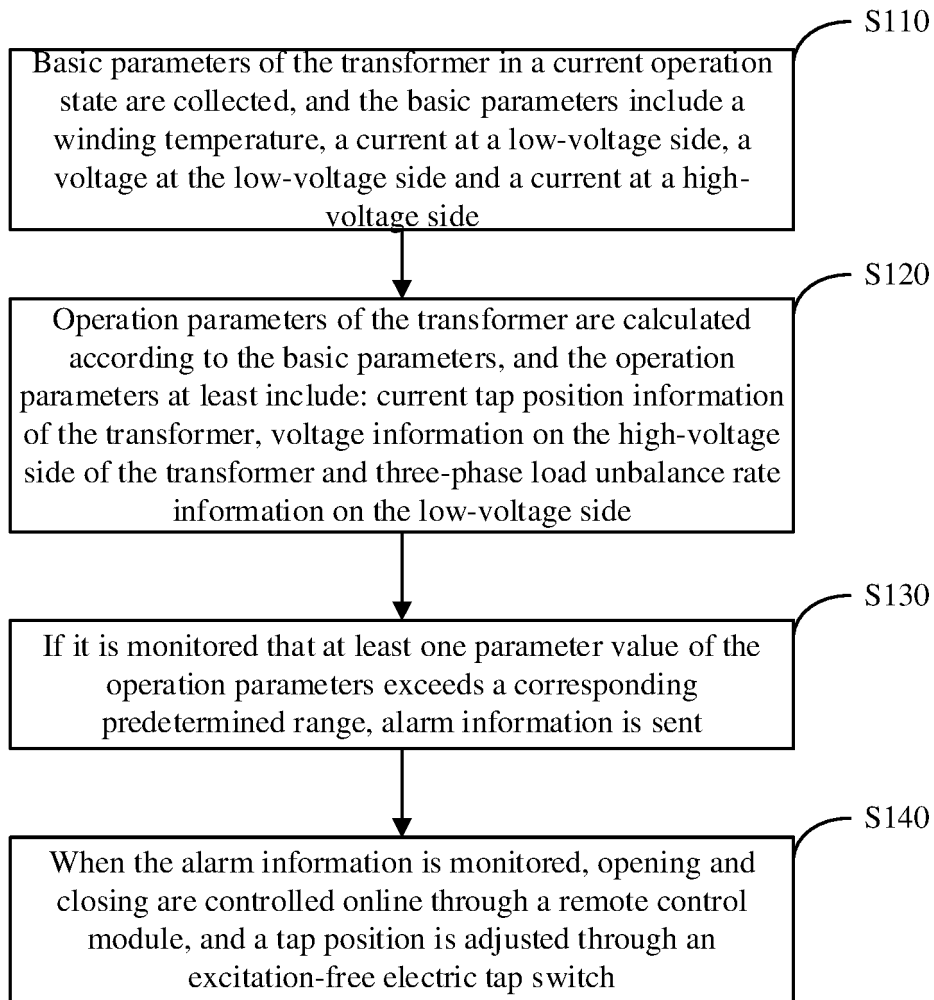 S110
Basic parameters of the transformer in a current operation
state are collected, and the basic parameters include a
winding temperature, a current at a low-voltage side, a
voltage at the low-voltage side and a current at a high-
voltage side
S120
Operation parameters of the transformer are calculated
according to the basic parameters, and the operation
parameters at least include: current tap position information
of the transformer, voltage information on the high-voltage
side of the transformer and three-phase load unbalance rate
information on the low-voltage side
S130
If it is monitored that at least one parameter value of the
operation parameters exceeds a corresponding
predetermined range, alarm information is sent
S140
When the alarm information is monitored, opening and
closing are controlled online through a remote control
module, and a tap position is adjusted through an
excitation-free electric tap switch